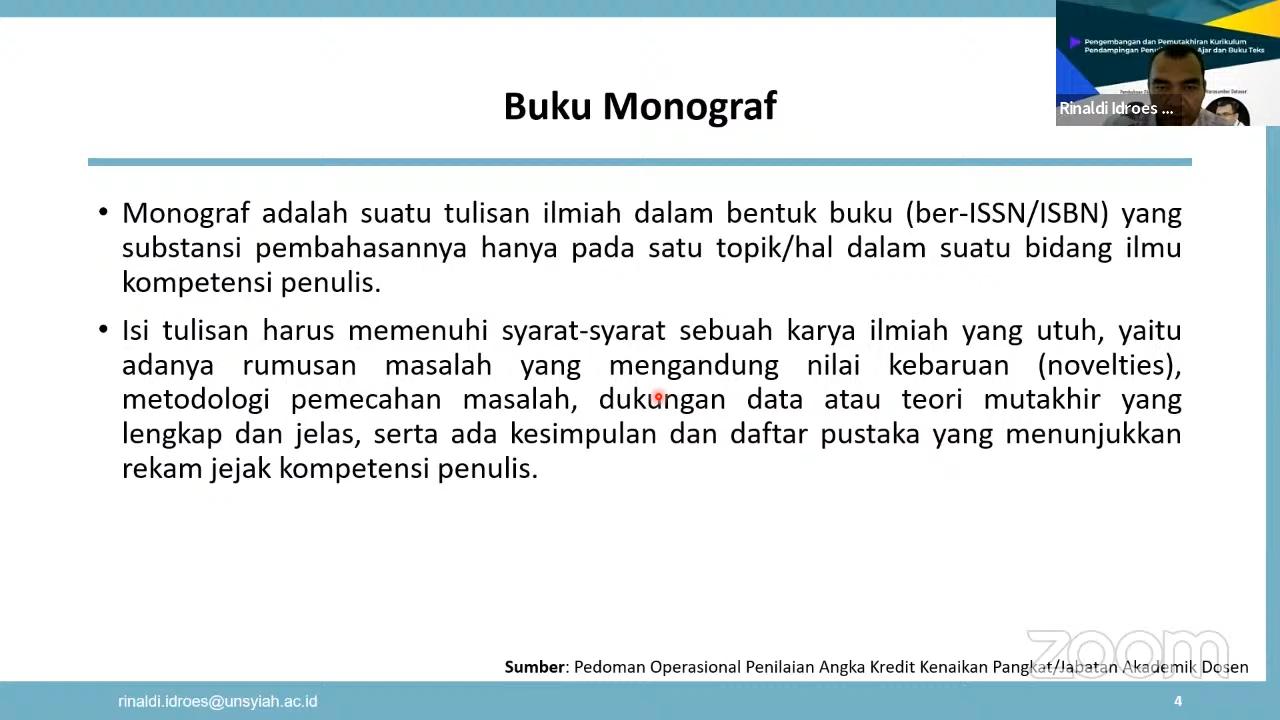 Pengembangan dan Pemutakhiran Kurikulum
Pendampingan Ajar dan Buku Teks
Rinaldi Idroes ...
Buku Monograf
• Monograf adalah suatu tulisan ilmiah dalam bentuk buku (ber-ISSN/ISBN) yang
substansi pembahasannya hanya pada satu topik/hal dalam suatu bidang ilmu
kompetensi penulis.
• Isi tulisan harus memenuhi syarat-syarat sebuah karya ilmiah yang utuh, yaitu
adanya rumusan masalah yang mengandung nilai kebaruan (novelties),
metodologi pemecahan masalah, dukungan data atau teori mutakhir yang
lengkap dan jelas, serta ada kesimpulan dan daftar pustaka yang menunjukkan
rekam jejak kompetensi penulis.
zoom
Sumber: Pedoman Operasional Penilaian Angka Kredit Kenaikan Pangkat/Jabatan Akademik Dosen
rinaldi.idroes@unsyiah.ac.id
4